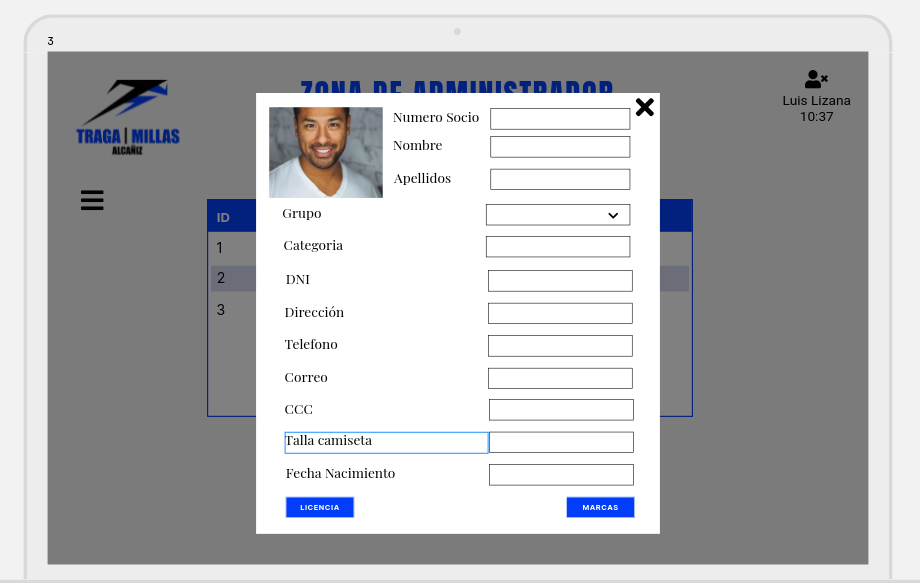 3
TRAGA | MILLAS
ALCAÑIZ
ZONA DE ADMINISTRADOR
Luis Lizana
10:37
ID
1
2
3
Numero Socio
Nombre
Apellidos
Grupo
Categoria
DNI
Dirección
Telefono
Correo
CCC
Talla camiseta
Fecha Nacimiento
LICENCIA
MARCAS